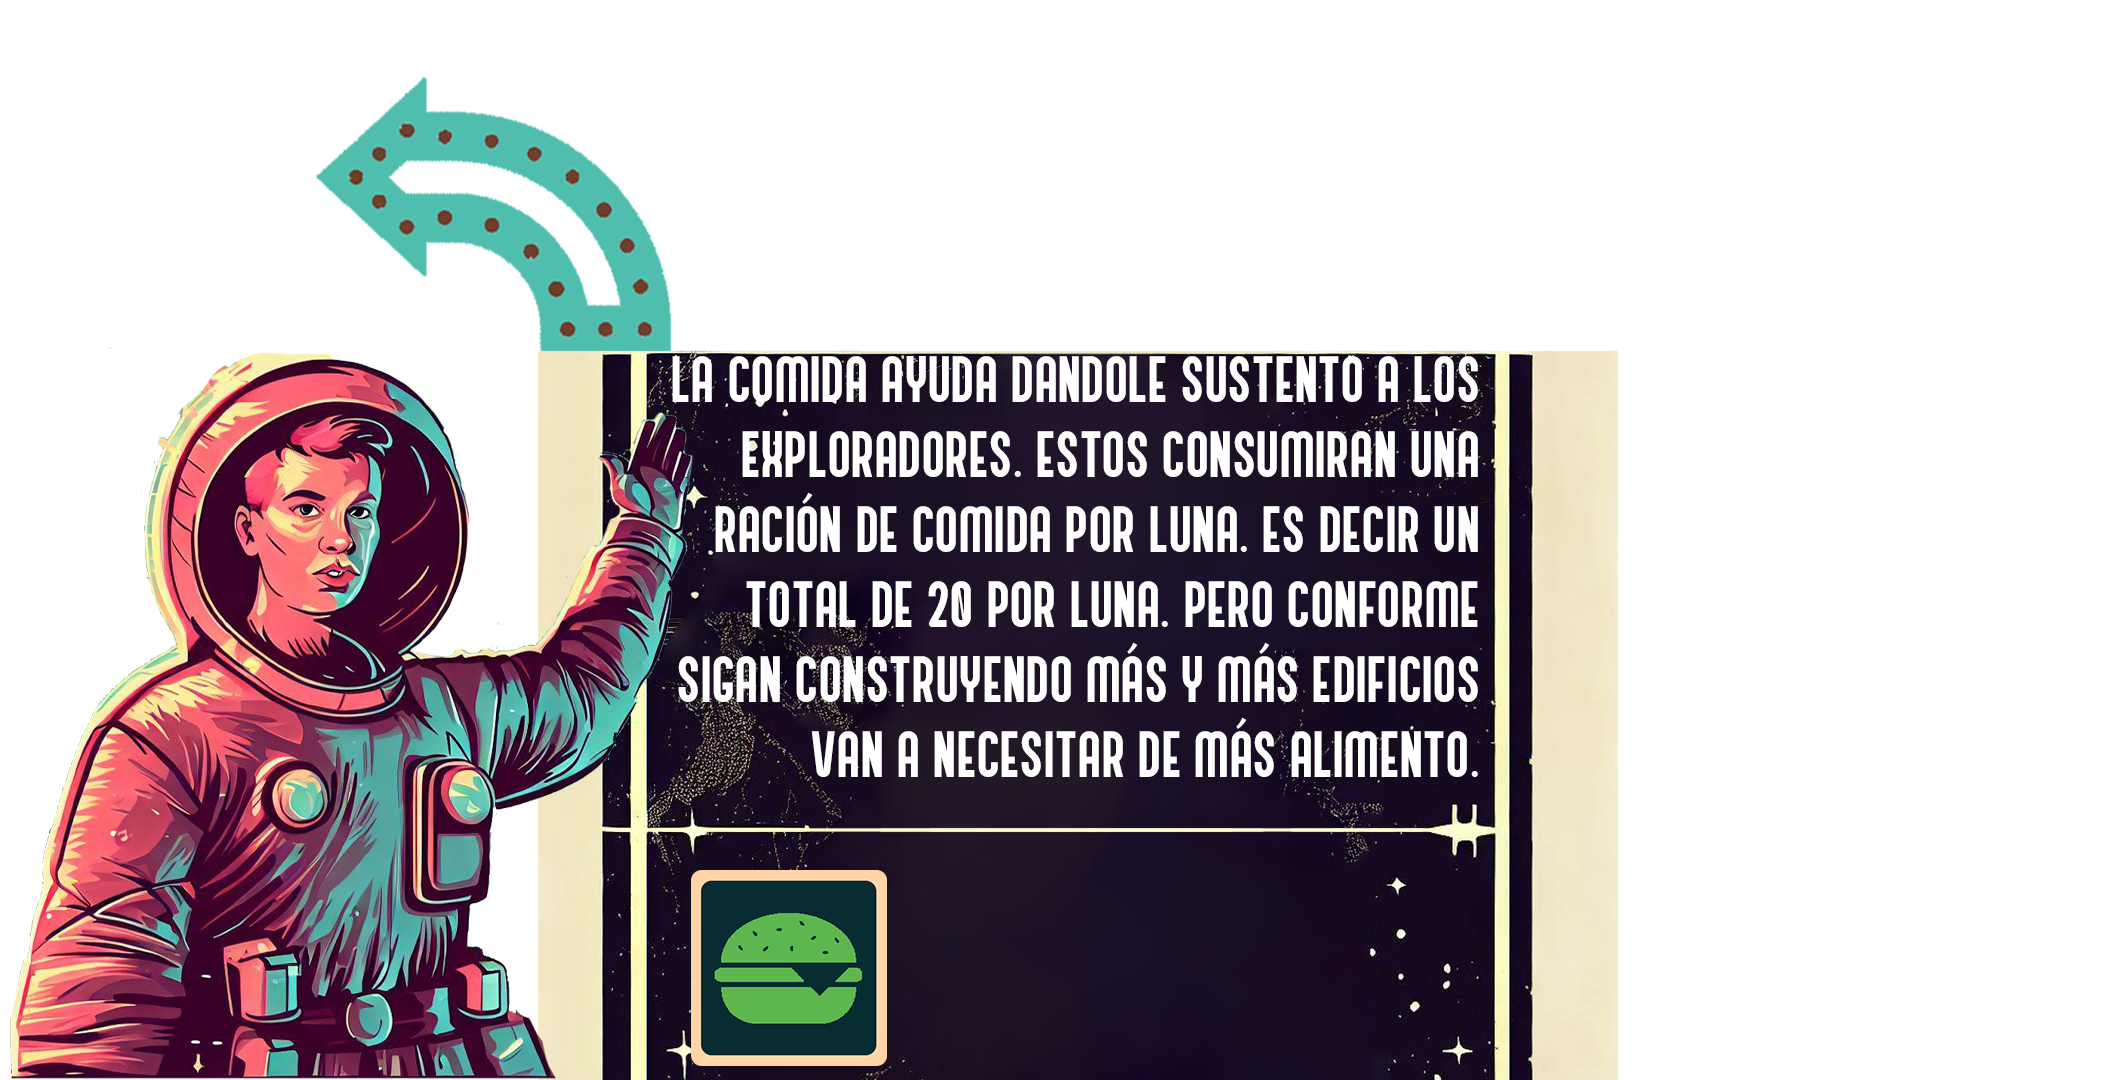 LA COMIDA AYUDA DANDOLE SUSTENTO A LOS
EXPLORADORES. ESTOS CONSUMIRAN UNA
RACIÓN DE COMIDA POR LUNA. ES DECIR UN
TOTAL DE 20 POR LUNA. PERO CONFORME
SIGAN CONSTRUYENDO MÁS Y MÁS EDIFICIOS
VAN A NECESITAR DE MÁS ALIMENTO.